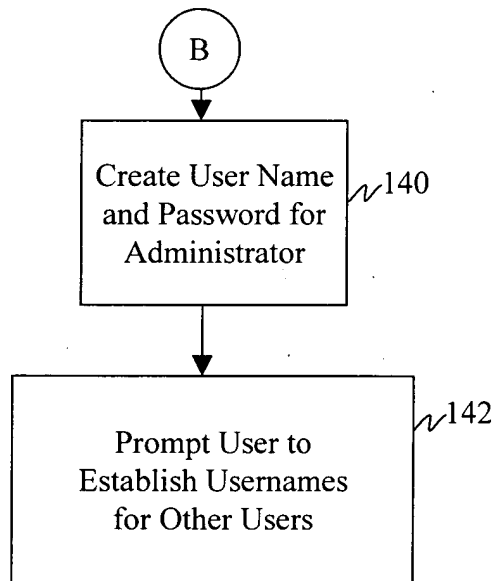 B
Create User Name
and Password for
Administrator
140
Prompt User to
Establish Usernames
for Other Users
142